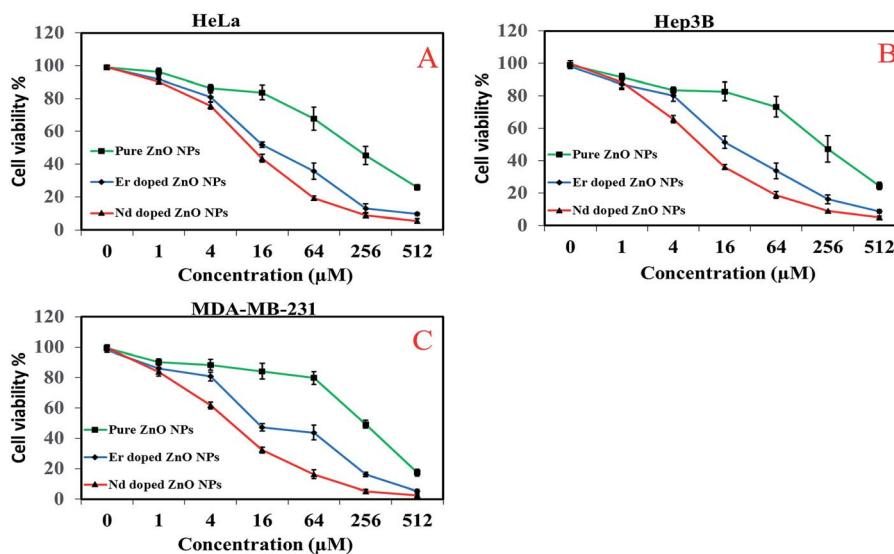 HeLa
A
Cell viability %
120
100
80
60
40
20
0
Pure ZnO NPs
Er doped ZnO NPs
Nd doped ZnO NPs
0 1 4 16 64 256 512
Concentration (µM)
Hep3B
B
Cell viability %
120
100
80
60
40
20
0
Pure ZnO NPs
Er doped ZnO NPs
Nd doped ZnO NPs
0 1 4 16 64 256 512
Concentration (µM)
MDA-MB-231
C
Cell viability %
120
100
80
60
40
20
0
Pure ZnO NPs
Er doped ZnO NPs
Nd doped ZnO NPs
0 1 4 16 64 256 512
Concentration (µM)